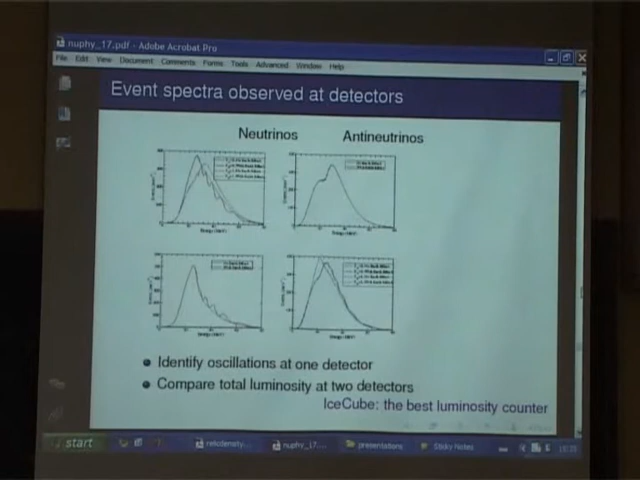 nuphy_17.pdf - Adobe Acrobat Pro
File Edit View Document Comments Forms Tools Advanced Window Help
Event spectra observed at detectors
Neutrinos Antineutrinos
Identify oscillations at one detector
Compare total luminosity at two detectors
IceCube: the best luminosity counter
start relicdensity... nuphy_17.... presentations Sticky Notes